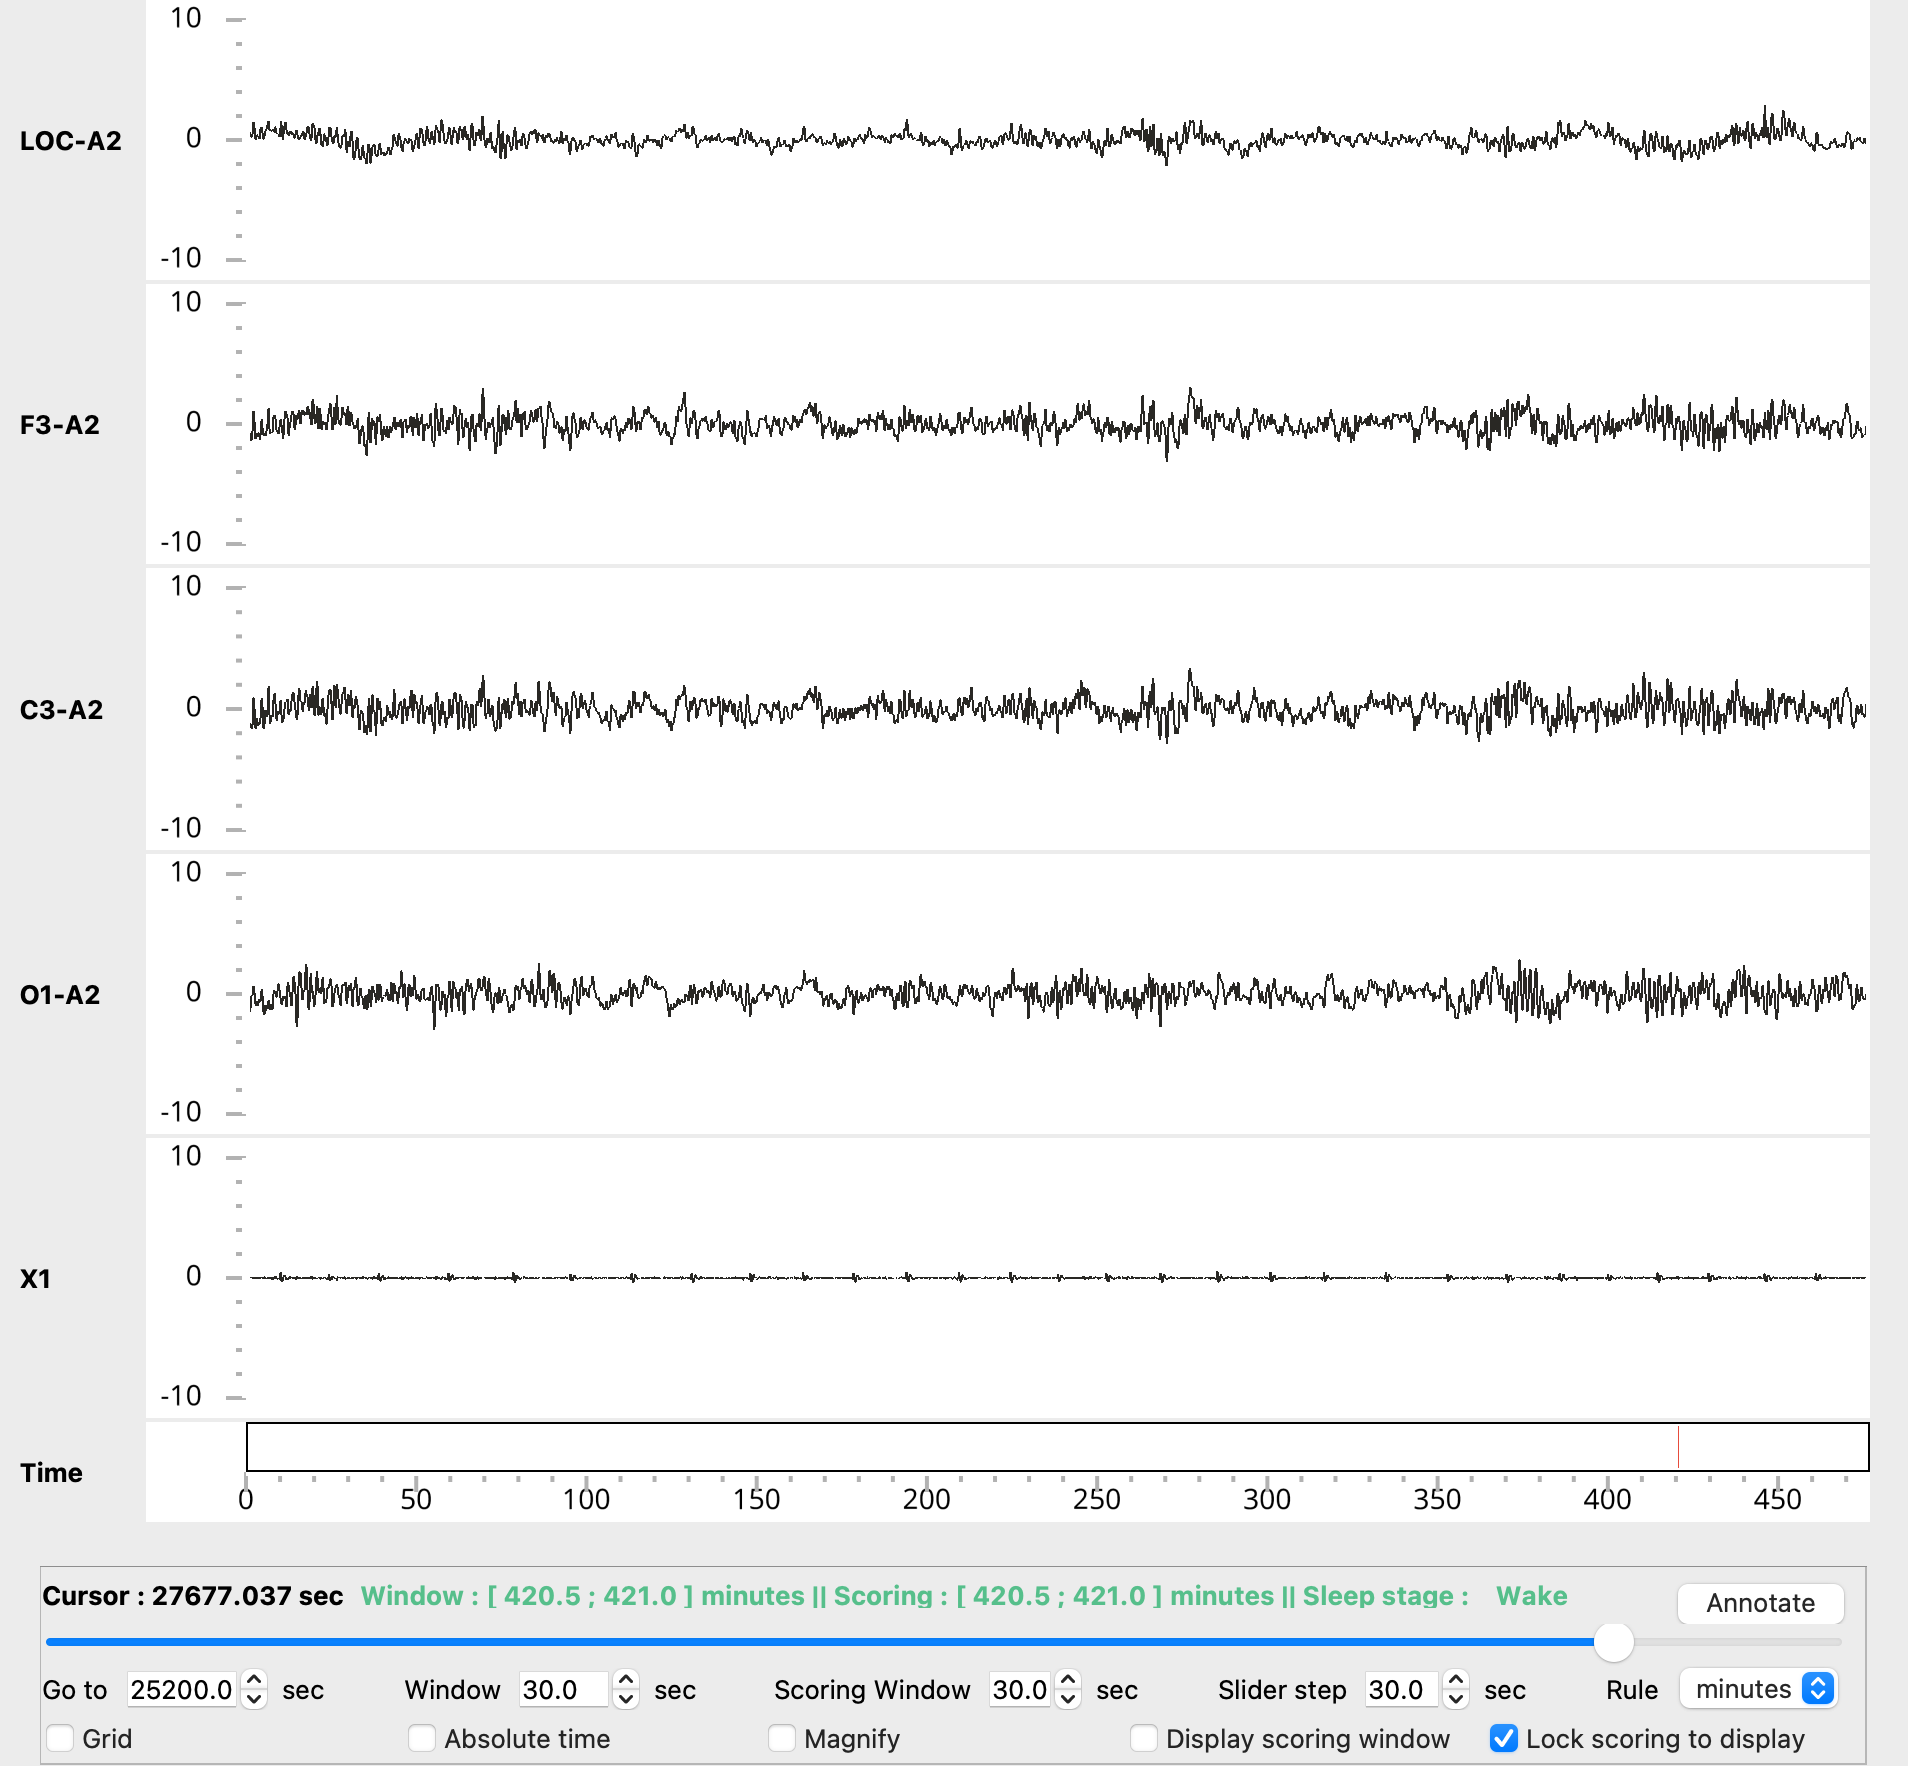 10
LOC-A2
0
-10
10
F3-A2
0
-10
10
C3-A2
0
-10
10
O1-A2
0
-10
10
X1
0
-10
Time
0 50 100 150 200 250 300 350 400 450
Cursor : 27677.037 sec Window : [ 420.5 ; 421.0 ] minutes || Scoring : [ 420.5 ; 421.0 ] minutes || Sleep stage : Wake Annotate
Go to 25200.0 sec Window 30.0 sec Scoring Window 30.0 sec Slider step 30.0 sec Rule minutes
Grid Absolute time Magnify Display scoring window Lock scoring to display